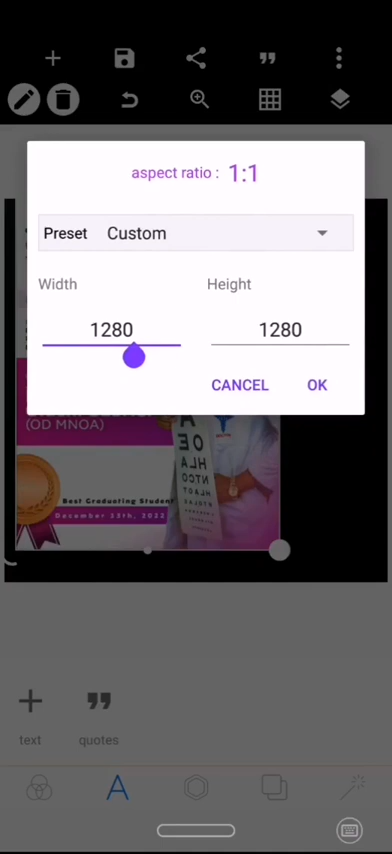 aspect ratio : 1:1
Preset Custom
Width Height
1280 1280
CANCEL OK
(OD MNOA)
Best Graduating Student
December 13th, 2022
text quotes